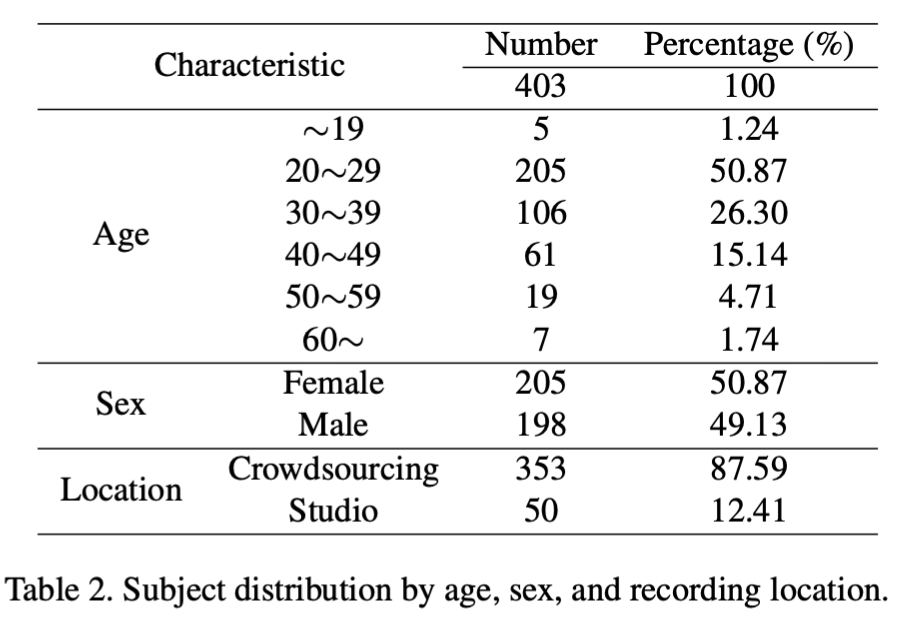 Characteristic Number Percentage (%)
403 100
Age ~19 5 1.24
20~29 205 50.87
30~39 106 26.30
40~49 61 15.14
50~59 19 4.71
60~ 7 1.74
Sex Female 205 50.87
Male 198 49.13
Location Crowdsourcing 353 87.59
Studio 50 12.41
Table 2. Subject distribution by age, sex, and recording location.